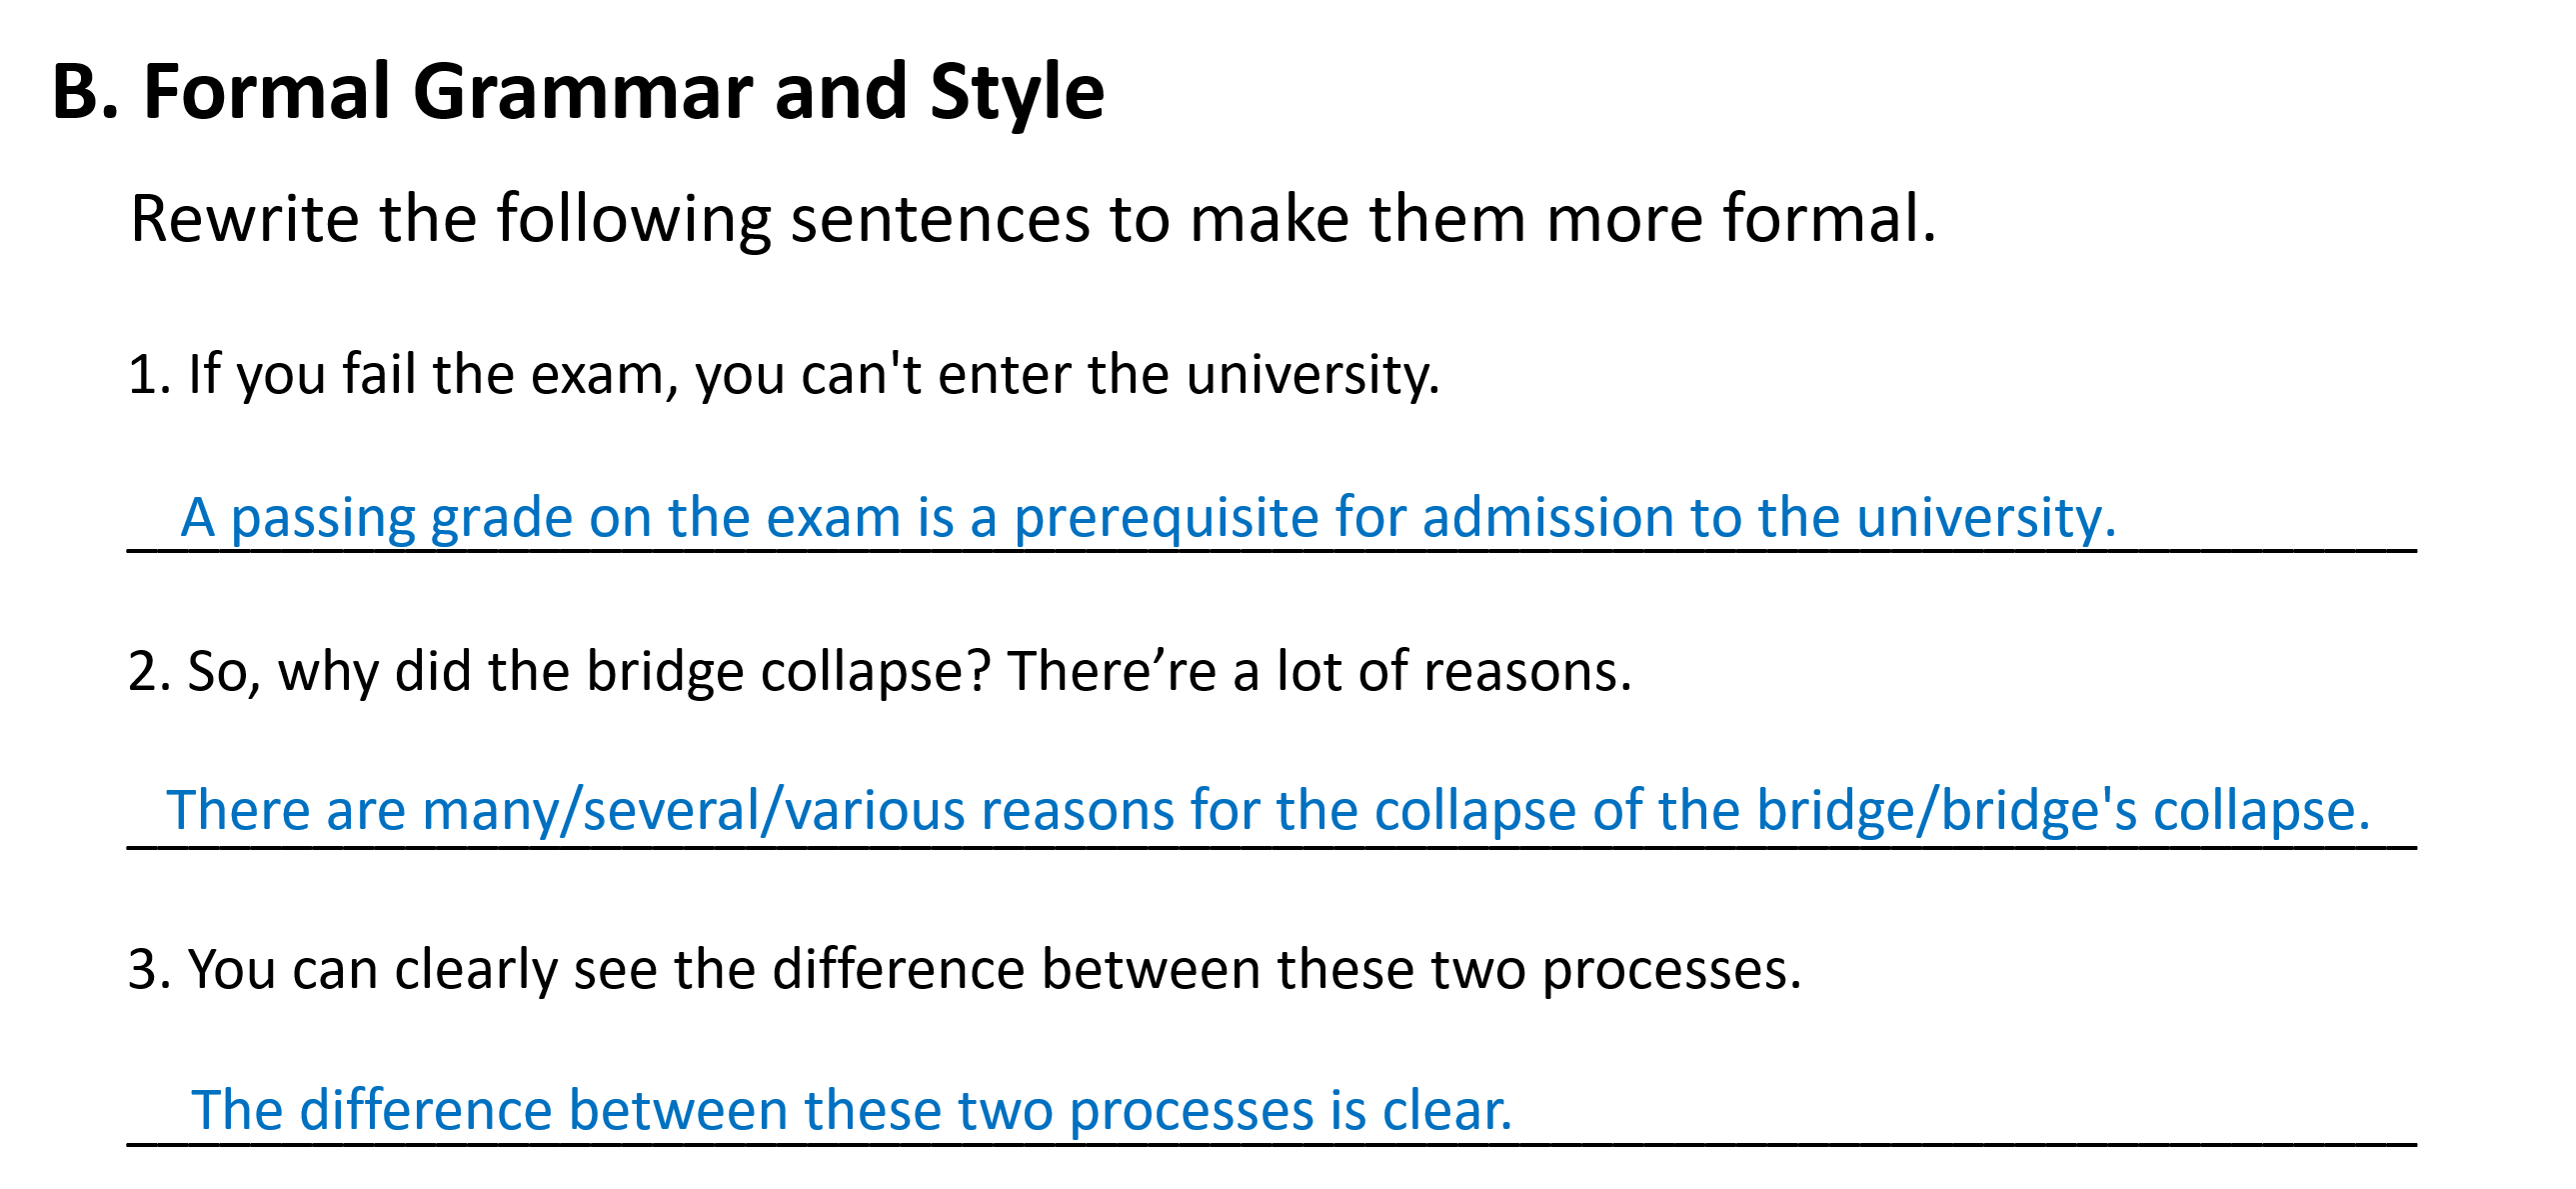 B. Formal Grammar and Style
Rewrite the following sentences to make them more formal.
1. If you fail the exam, you can't enter the university.
A passing grade on the exam is a prerequisite for admission to the university.
2. So, why did the bridge collapse? There’re a lot of reasons.
There are many/several/various reasons for the collapse of the bridge/bridge's collapse.
3. You can clearly see the difference between these two processes.
The difference between these two processes is clear.